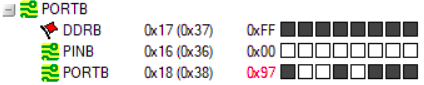 PORTB
DDRB 0x17 (0x37) 0xFF
PINB 0x16 (0x36) 0x00
PORTB 0x18 (0x38) 0x97